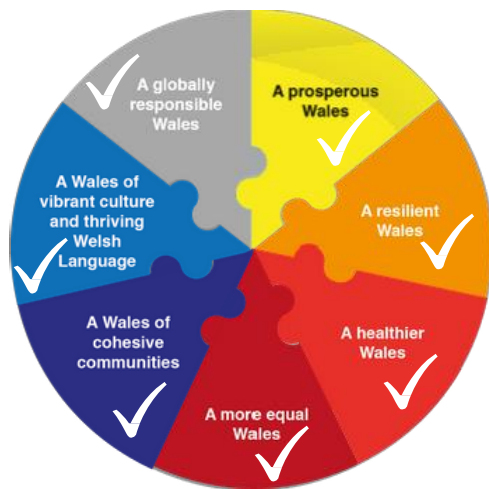 A prosperous
Wales
A resilient
Wales
A healthier
Wales
A more equal
Wales
A Wales of
cohesive
communities
A Wales of
vibrant culture
and thriving
Welsh
Language
A globally
responsible
Wales